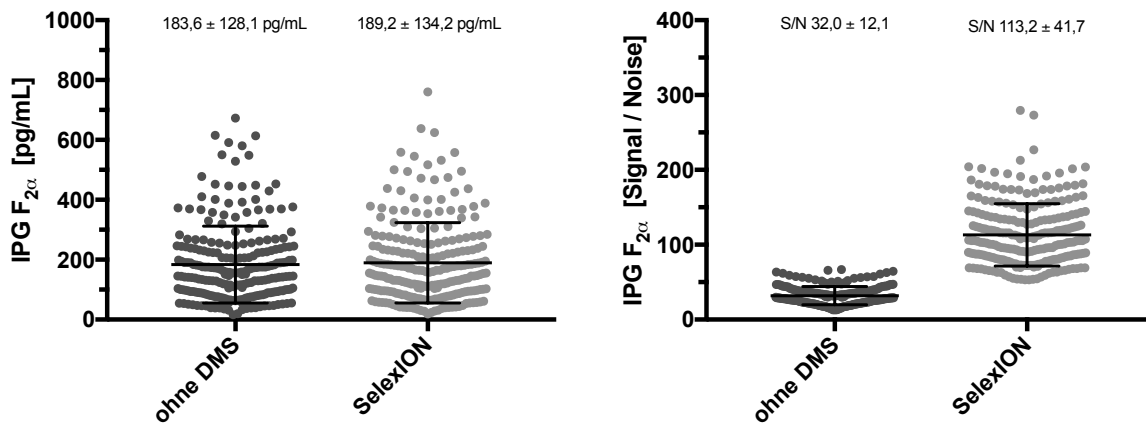 183,6 ± 128,1 pg/mL
189,2 ± 134,2 pg/mL
IPG F2α [pg/mL]
1000
800
600
400
200
0
ohne DMS
SelexION
S/N 32,0 ± 12,1
S/N 113,2 ± 41,7
IPG F2α [Signal / Noise]
400
300
200
100
0
ohne DMS
SelexION